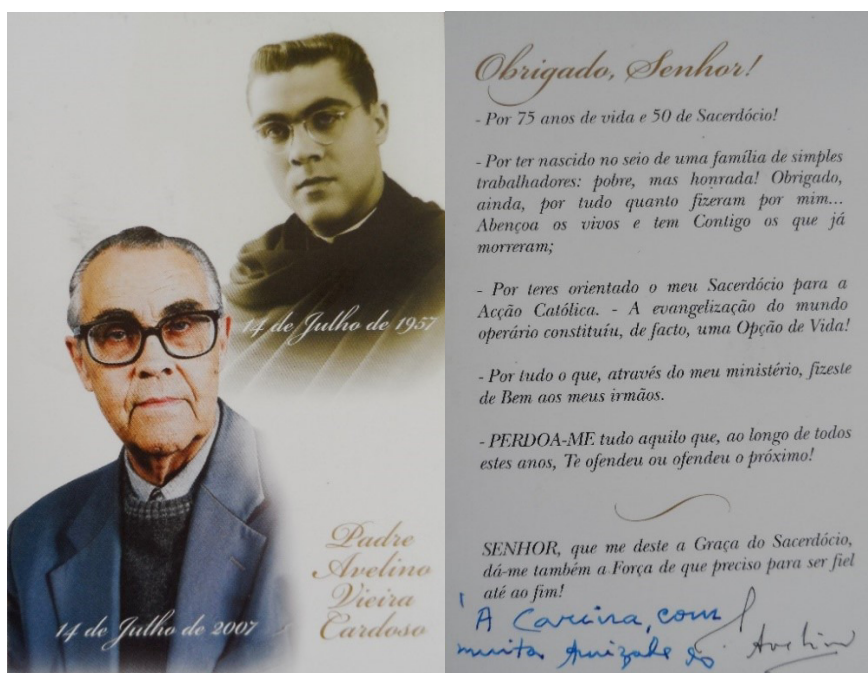 14 de Julho de 1957
Padre
Avelino
Vieira
Cardoso
14 de Julho de 2007
Obrigado, Senhor!
- Por 75 anos de vida e 50 de Sacerdócio!
- Por ter nascido no seio de uma família de simples
trabalhadores: pobre, mas honrada! Obrigado,
ainda, por tudo quanto fizeram por mim...
Abençoa os vivos e tem Contigo os que já
morreram;
- Por teres orientado o meu Sacerdócio para a
Acção Católica. - A evangelização do mundo
operário constituíu, de facto, uma Opção de Vida!
- Por tudo o que, através do meu ministério, fizeste
de Bem aos meus irmãos.
- PERDOA-ME tudo aquilo que, ao longo de todos
estes anos, Te ofendeu ou ofendeu o próximo!
SENHOR, que me deste a Graça do Sacerdócio,
dá-me também a Força de que preciso para ser fiel
até ao fim!
À com
muita Amizade do Avelino